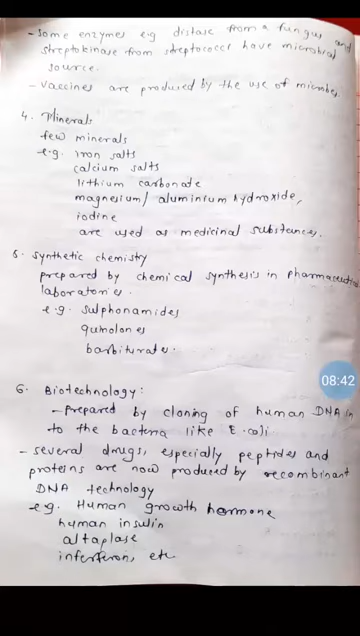 - Some enzymes e.g distase from a fungus and
streptokinase from streptococci have microbial
source.
- Vaccines are produced by the use of microbes.
4. Minerals
few minerals
e.g. iron salts
calcium salts
lithium carbonate
magnesium/ aluminium hydroxide,
iodine
are used as medicinal substances.
5. Synthetic chemistry
prepared by chemical synthesis in pharmaceutical
laboratories.
e.g. sulphonamides
quinolones
barbiturates.
08:42
6. Biotechnology:
- prepared by cloning of human DNA in
to the bacteria like E.coli
- several drugs, especially peptides and
proteins are now produced by recombinant
DNA technology
e.g. Human growth hormone
human insulin
altaplase
interferon, etc